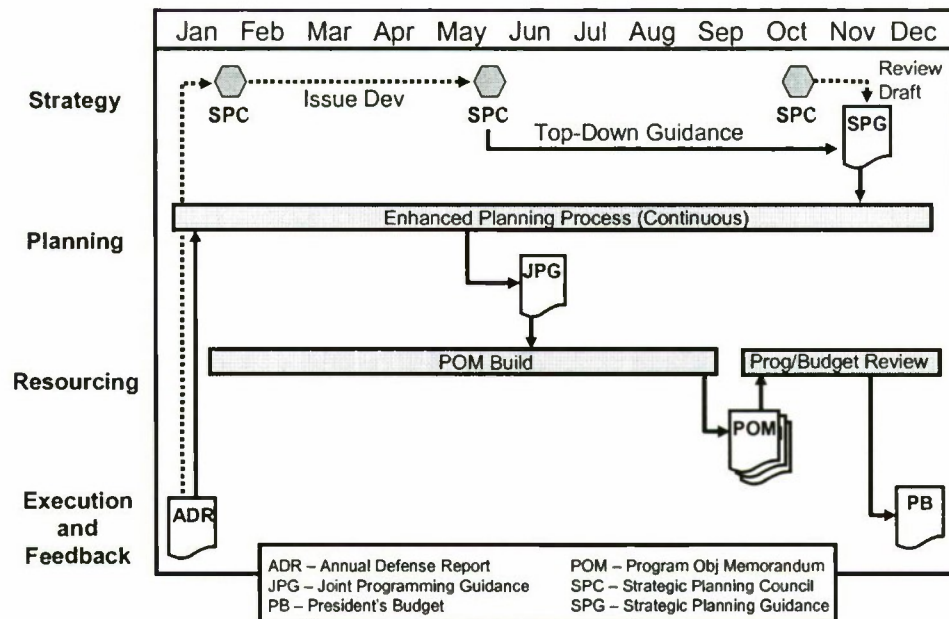 Jan Feb Mar Apr May Jun Jul Aug Sep Oct Nov Dec
Strategy
SPC
Issue Dev
SPC
SPC
Review
Draft
SPG
Top-Down Guidance
Enhanced Planning Process (Continuous)
Planning
JPG
POM Build
Prog/Budget Review
Resourcing
POM
Execution
and
Feedback
ADR
PB
ADR – Annual Defense Report
JPG – Joint Programming Guidance
PB – President's Budget
POM – Program Obj Memorandum
SPC – Strategic Planning Council
SPG – Strategic Planning Guidance